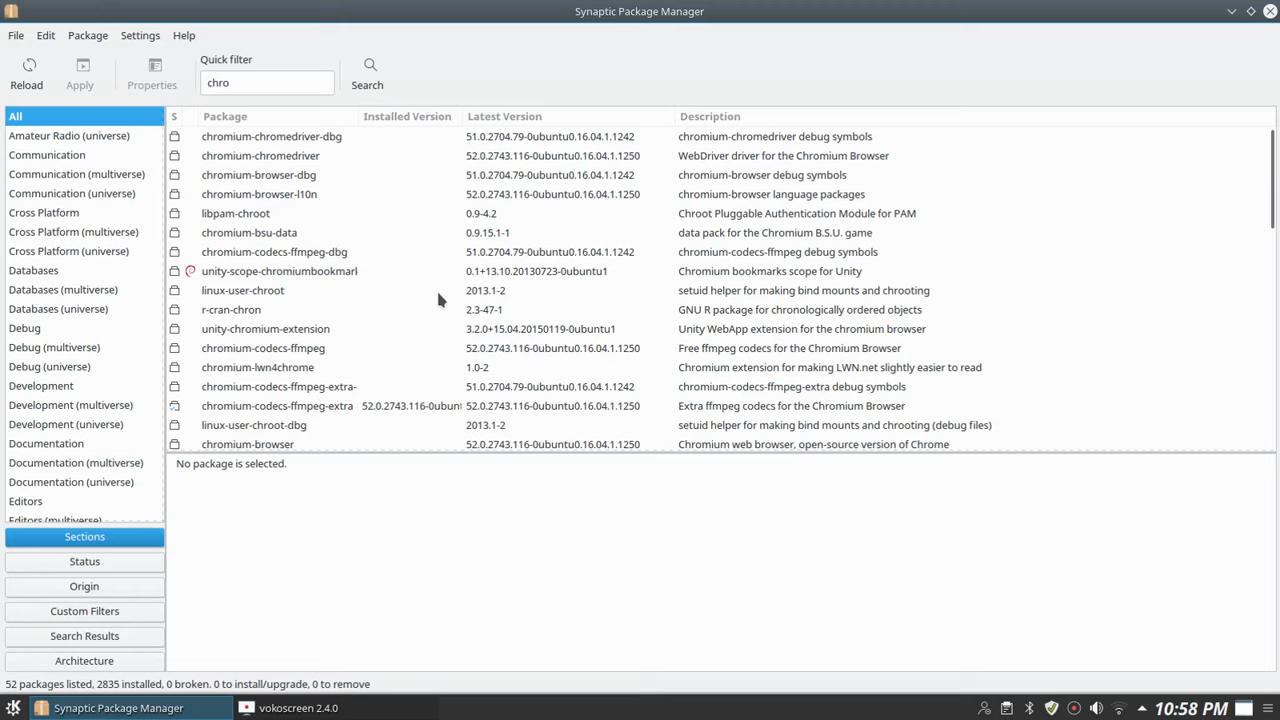 Synaptic Package Manager
File Edit Package Settings Help
Quick filter
Reload Apply Properties chro Search
All
Amateur Radio (universe)
Communication
Communication (multiverse)
Communication (universe)
Cross Platform
Cross Platform (multiverse)
Cross Platform (universe)
Databases
Databases (multiverse)
Databases (universe)
Debug
Debug (multiverse)
Debug (universe)
Development
Development (multiverse)
Development (universe)
Documentation
Documentation (multiverse)
Documentation (universe)
Editors
Editors (multiverse)
Sections
Status
Origin
Custom Filters
Search Results
Architecture
S Package Installed Version Latest Version Description
chromium-chromedriver-dbg 51.0.2704.79-0ubuntu0.16.04.1.1242 chromium-chromedriver debug symbols
chromium-chromedriver 52.0.2743.116-0ubuntu0.16.04.1.1250 WebDriver driver for the Chromium Browser
chromium-browser-dbg 51.0.2704.79-0ubuntu0.16.04.1.1242 chromium-browser debug symbols
chromium-browser-l10n 52.0.2743.116-0ubuntu0.16.04.1.1250 chromium-browser language packages
libpam-chroot 0.9-4.2 Chroot Pluggable Authentication Module for PAM
chromium-bsu-data 0.9.15.1-1 data pack for the Chromium B.S.U. game
chromium-codecs-ffmpeg-dbg 51.0.2704.79-0ubuntu0.16.04.1.1242 chromium-codecs-ffmpeg debug symbols
unity-scope-chromiumbookmarl 0.1+13.10.20130723-0ubuntu1 Chromium bookmarks scope for Unity
linux-user-chroot 2013.1-2 setuid helper for making bind mounts and chrooting
r-cran-chron 2.3-47-1 GNU R package for chronologically ordered objects
unity-chromium-extension 3.2.0+15.04.20150119-0ubuntu1 Unity WebApp extension for the chromium browser
chromium-codecs-ffmpeg 52.0.2743.116-0ubuntu0.16.04.1.1250 Free ffmpeg codecs for the Chromium Browser
chromium-lwn4chrome 1.0-2 Chromium extension for making LWN.net slightly easier to read
chromium-codecs-ffmpeg-extra- 51.0.2704.79-0ubuntu0.16.04.1.1242 chromium-codecs-ffmpeg-extra debug symbols
chromium-codecs-ffmpeg-extra 52.0.2743.116-0ubunt 52.0.2743.116-0ubuntu0.16.04.1.1250 Extra ffmpeg codecs for the Chromium Browser
linux-user-chroot-dbg 2013.1-2 setuid helper for making bind mounts and chrooting (debug files)
chromium-browser 52.0.2743.116-0ubuntu0.16.04.1.1250 Chromium web browser, open-source version of Chrome
No package is selected.
52 packages listed, 2835 installed, 0 broken. 0 to install/upgrade, 0 to remove
Synaptic Package Manager vokoscreen 2.4.0 10:58 PM